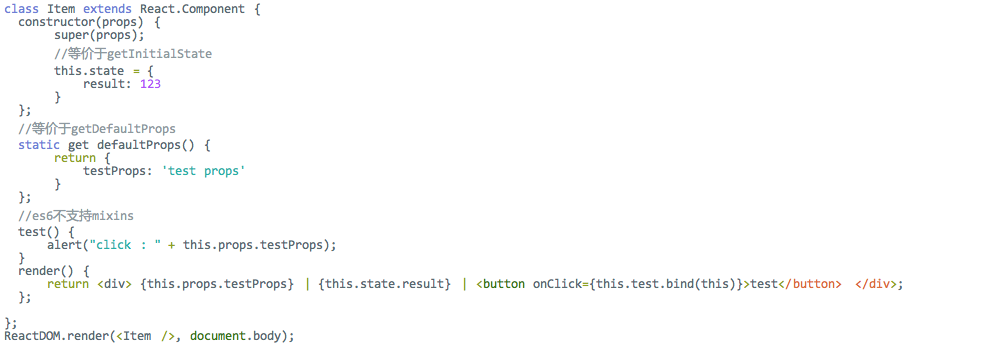 class Item extends React.Component {
  constructor(props) {
       super(props);
       //等价于getInitialState
       this.state = {
           result: 123
       }
  };
  //等价于getDefaultProps
  static get defaultProps() {
       return {
           testProps: 'test props'
       }
  };
  //es6不支持mixins
  test() {
      alert("click : " + this.props.testProps);
  }
  render() {
      return <div> {this.props.testProps} | {this.state.result} | <button onClick={this.test.bind(this)}>test</button>  </div>;
  };

};
ReactDOM.render(<Item />, document.body);